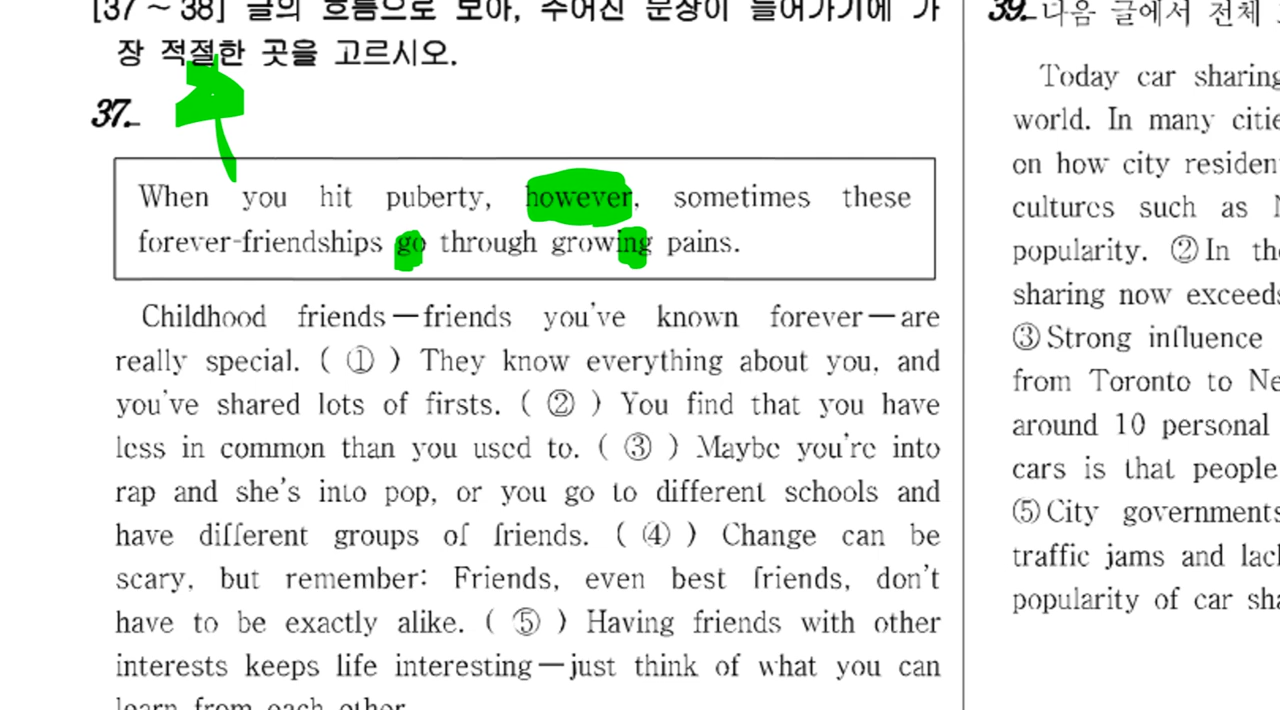 [37 ~ 38] 글의 흐름으로 보아, 주어진 문장이 들어가기에 가
장 적절한 곳을 고르시오.
37.
When you hit puberty, however, sometimes these
forever-friendships go through growing pains.
Childhood friends—friends you've known forever—are
really special. ( ① ) They know everything about you, and
you've shared lots of firsts. ( ② ) You find that you have
less in common than you used to. ( ③ ) Maybe you're into
rap and she's into pop, or you go to different schools and
have different groups of friends. ( ④ ) Change can be
scary, but remember: Friends, even best friends, don't
have to be exactly alike. ( ⑤ ) Having friends with other
interests keeps life interesting—just think of what you can
learn from each other.
39. 다음 글에서 전체
Today car sharing
world. In many citie
on how city resident
cultures such as
popularity. ② In the
sharing now exceeds
③ Strong influence
from Toronto to Ne
around 10 personal
cars is that people
⑤ City governments
traffic jams and lack
popularity of car sha